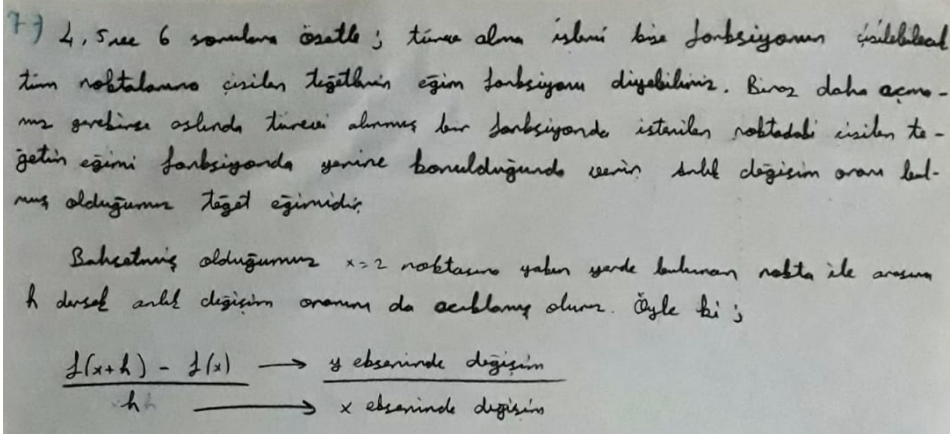 7-) 4, 5 ve 6 sorulara özetle ; türev alma işlemi bize fonksiyonun çizilebilecek
tüm noktalarına çizilen teğetlerin eğim fonksiyonu diyebiliriz. Biraz daha açma-
mız gerekirse aslında türevi alınmış bir fonksiyonda istenilen noktadaki çizilen te-
ğetin eğimi fonksiyonda yerine konulduğunda verir. Anlık değişim oranı bul-
muş olduğumuz teğet eğimidir.
Bahsetmiş olduğumuz x=2 noktasına yakın yerde bulunan nokta ile arasına
h dersek anlık değişim oranını da açıklamış oluruz. Öyle ki ;
f(x+h) - f(x) → y ekseninde değişim
h → x ekseninde değişim